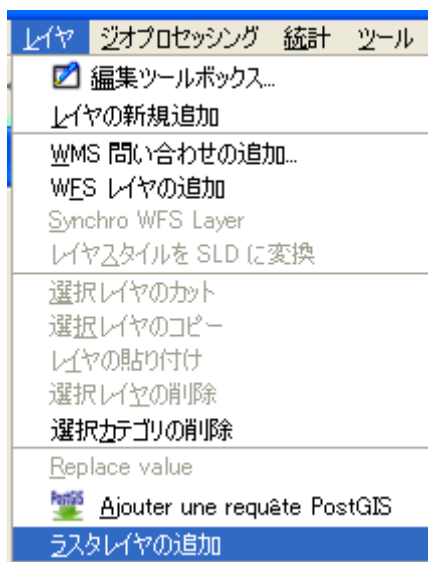 レイヤ ジオプロセッシング 統計 ツール
編集ツールボックス...
レイヤの新規追加
WMS 問い合わせの追加...
WFS レイヤの追加
Synchro WFS Layer
レイヤスタイルを SLD に変換
選択レイヤのカット
選択レイヤのコピー
レイヤの貼り付け
選択レイヤの削除
選択カテゴリの削除
Replace value
PostGIS Ajouter une requête PostGIS
ラスタレイヤの追加